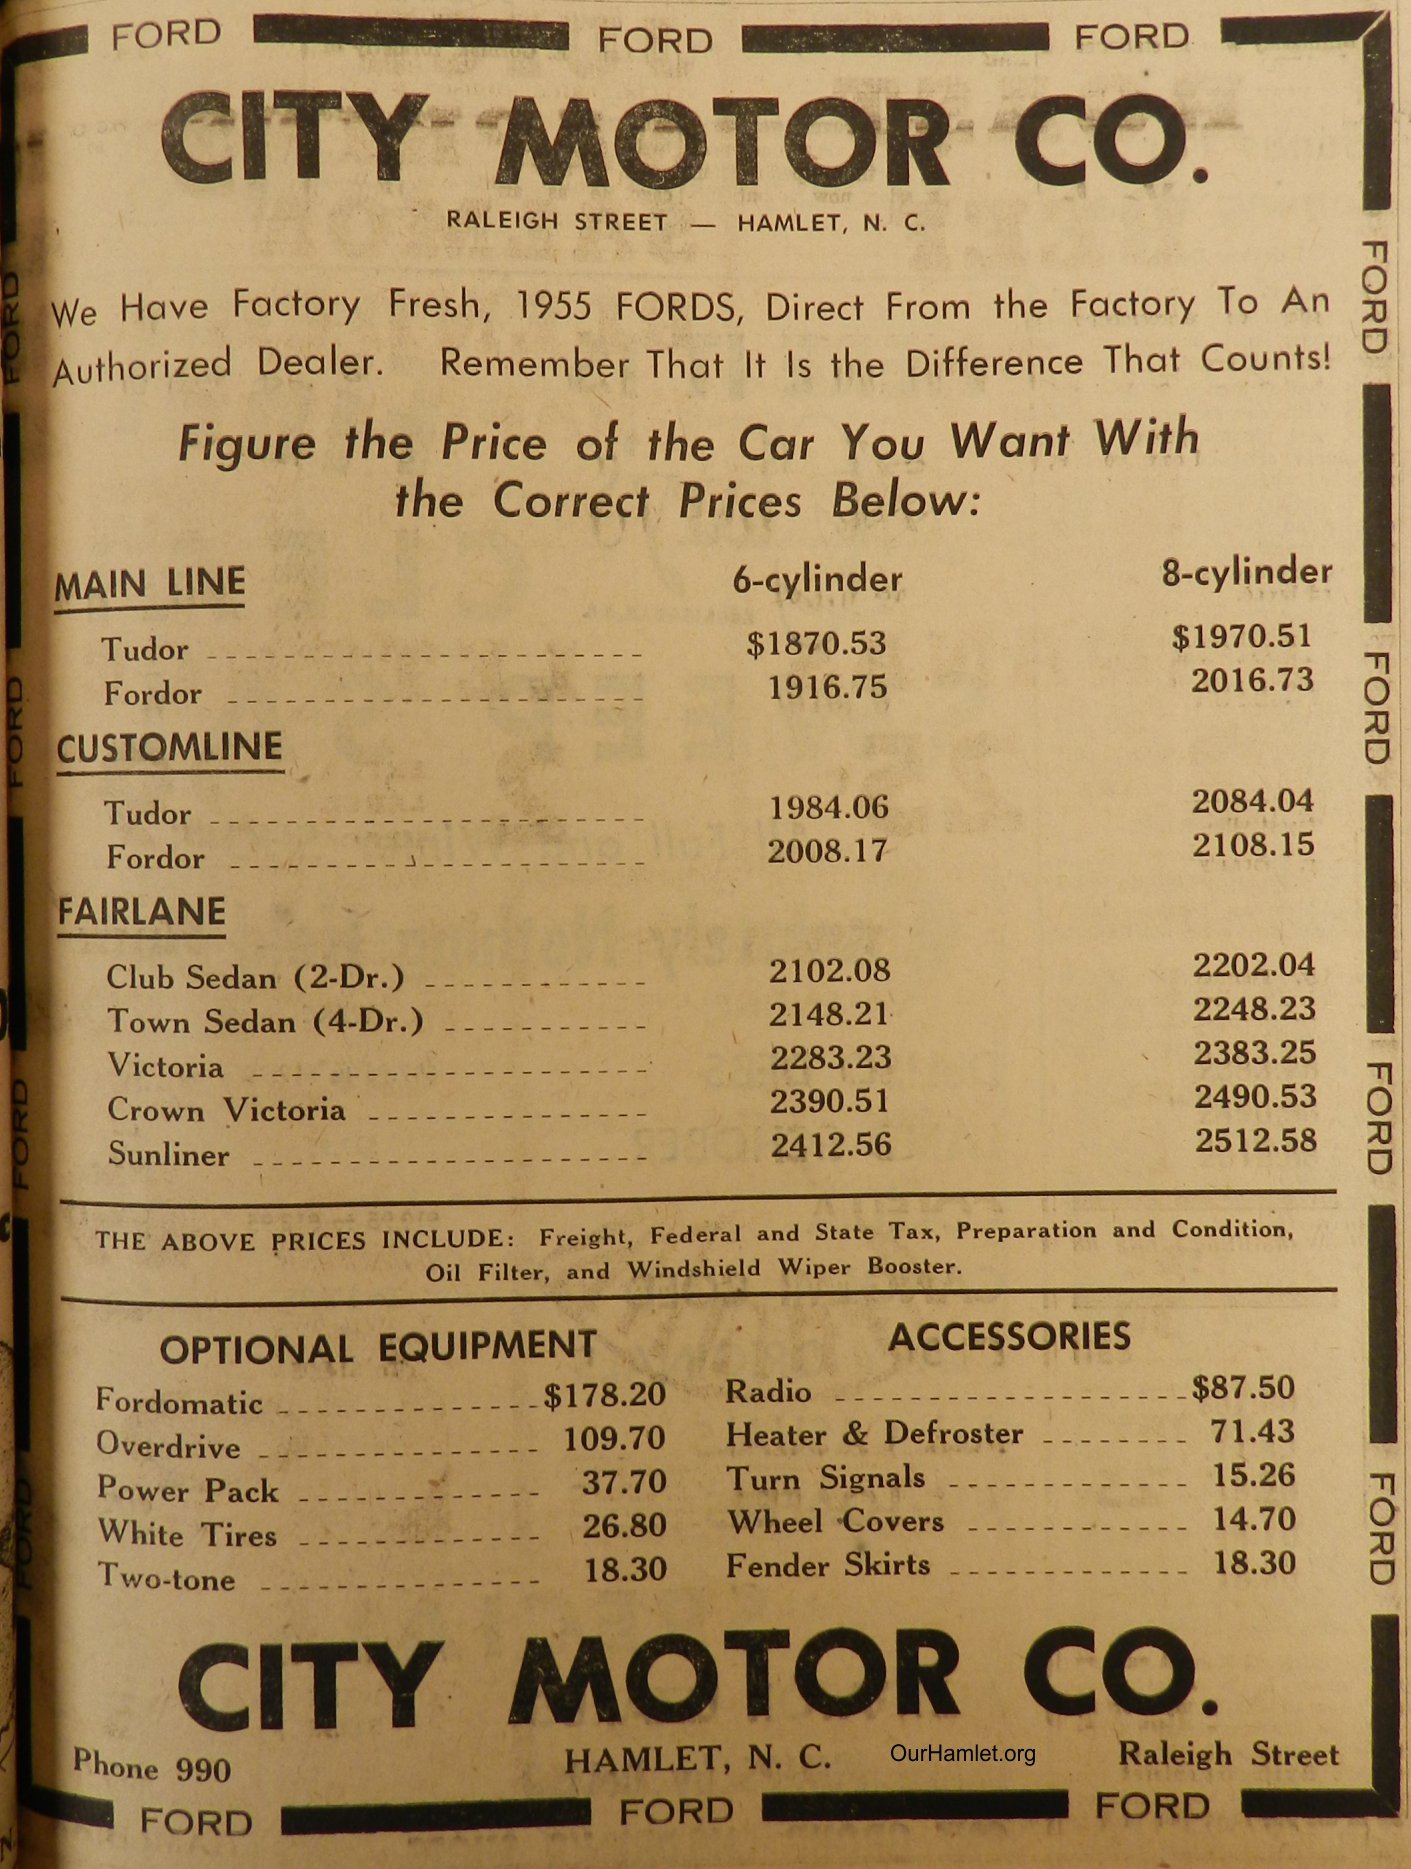 FORD FORD FORD
CITY MOTOR CO.
RALEIGH STREET — HAMLET, N. C.
We Have Factory Fresh, 1955 FORDS, Direct From the Factory To An
Authorized Dealer. Remember That It Is the Difference That Counts!
Figure the Price of the Car You Want With
the Correct Prices Below:
MAIN LINE 6-cylinder 8-cylinder
Tudor $1870.53 $1970.51
Fordor 1916.75 2016.73
CUSTOMLINE
Tudor 1984.06 2084.04
Fordor 2008.17 2108.15
FAIRLANE
Club Sedan (2-Dr.) 2102.08 2202.04
Town Sedan (4-Dr.) 2148.21 2248.23
Victoria 2283.23 2383.25
Crown Victoria 2390.51 2490.53
Sunliner 2412.56 2512.58
THE ABOVE PRICES INCLUDE: Freight, Federal and State Tax, Preparation and Condition,
Oil Filter, and Windshield Wiper Booster.
OPTIONAL EQUIPMENT
Fordomatic $178.20
Overdrive 109.70
Power Pack 37.70
White Tires 26.80
Two-tone 18.30
ACCESSORIES
Radio $87.50
Heater & Defroster 71.43
Turn Signals 15.26
Wheel Covers 14.70
Fender Skirts 18.30
CITY MOTOR CO.
Phone 990 HAMLET, N. C. OurHamlet.org Raleigh Street
FORD FORD FORD
FORD
FORD
FORD
FORD
FORD
FORD
FORD
FORD